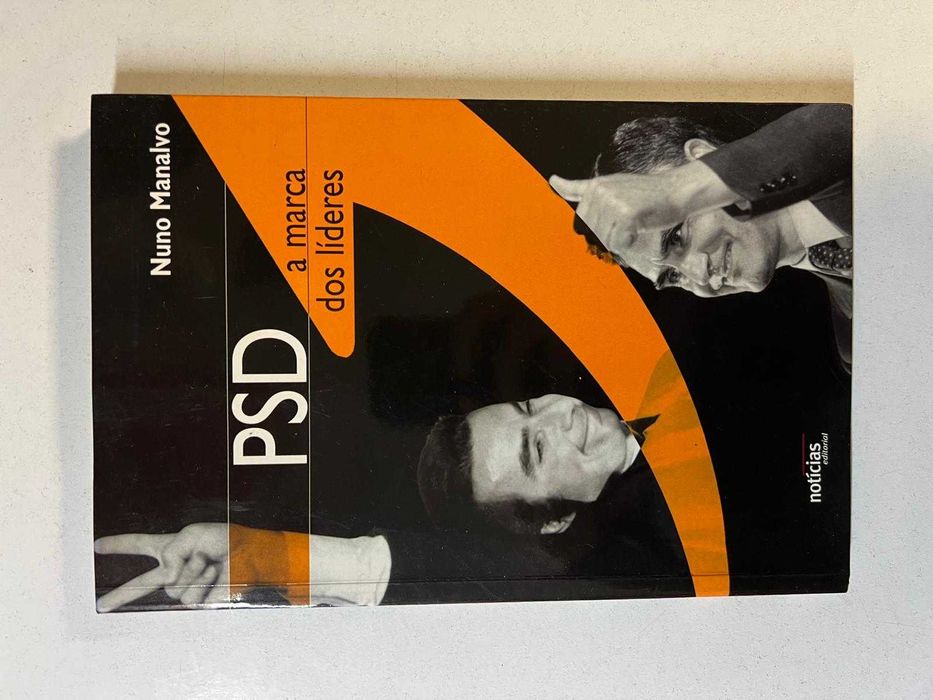 Nuno Manalvo
PSD
a marca
dos líderes
notícias
editorial